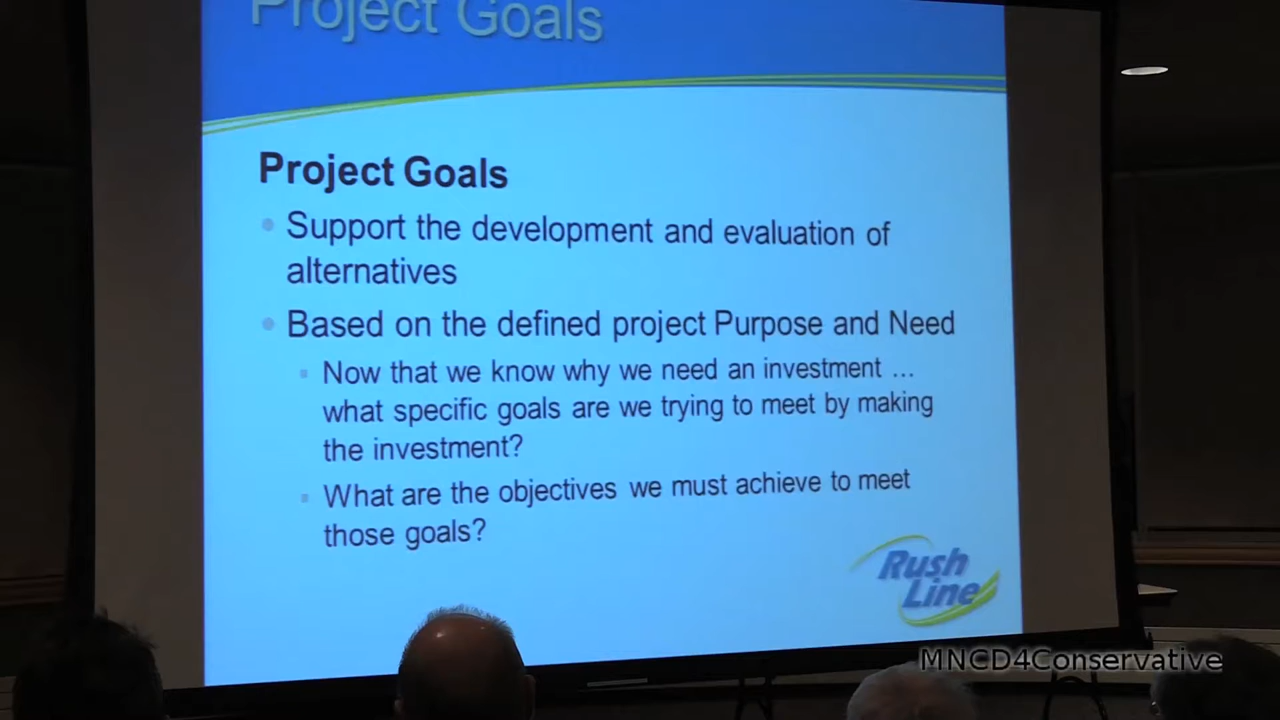 Project Goals
Project Goals
Support the development and evaluation of
alternatives
Based on the defined project Purpose and Need
Now that we know why we need an investment ...
what specific goals are we trying to meet by making
the investment?
What are the objectives we must achieve to meet
those goals?
Rush
Line
MNCD4Conservative